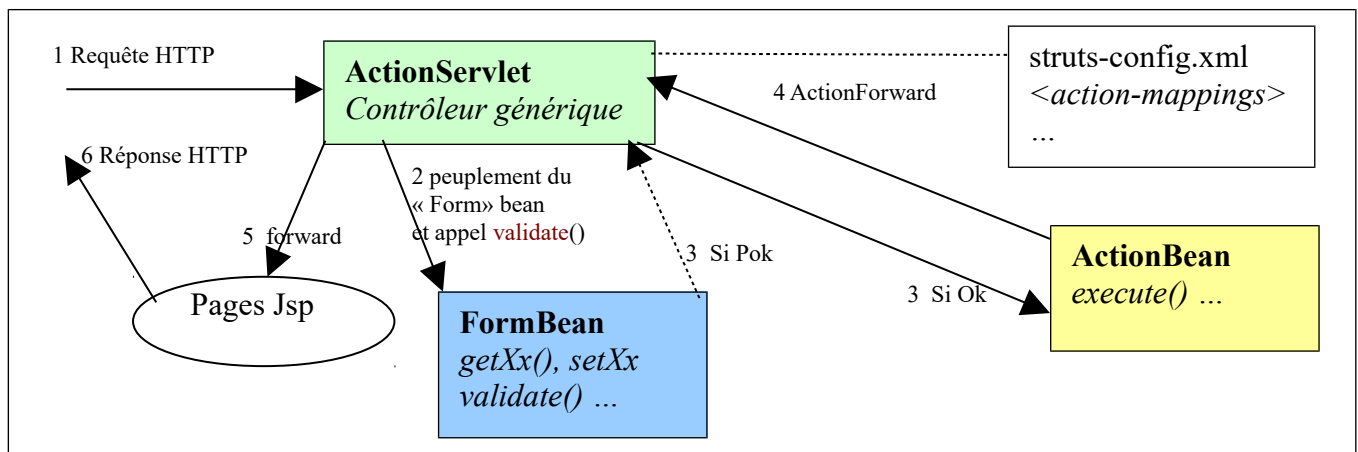 1 Requête HTTP
ActionServlet
Contrôleur générique
struts-config.xml
<action-mappings>
...
4 ActionForward
6 Réponse HTTP
2 peuplement du
« Form» bean
et appel validate()
5 forward
3 Si Pok
3 Si Ok
ActionBean
execute() ...
Pages Jsp
FormBean
getXx(), setXx
validate() ...